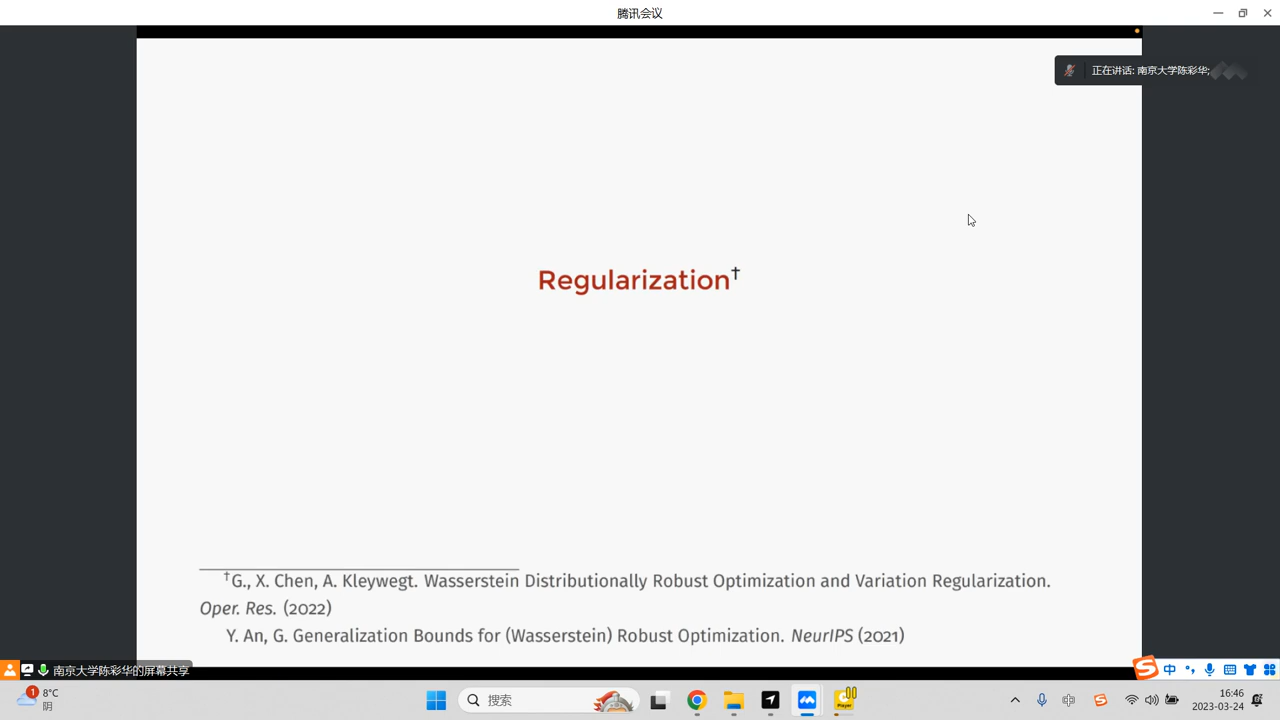 腾讯会议
正在讲话: 南京大学陈彩华;
Regularization†
†G., X. Chen, A. Kleywegt. Wasserstein Distributionally Robust Optimization and Variation Regularization.
Oper. Res. (2022)
Y. An, G. Generalization Bounds for (Wasserstein) Robust Optimization. NeurIPS (2021)
南京大学陈彩华的屏幕共享
中
1
8°C
阴
搜索
Player
中
16:46
2023-03-24